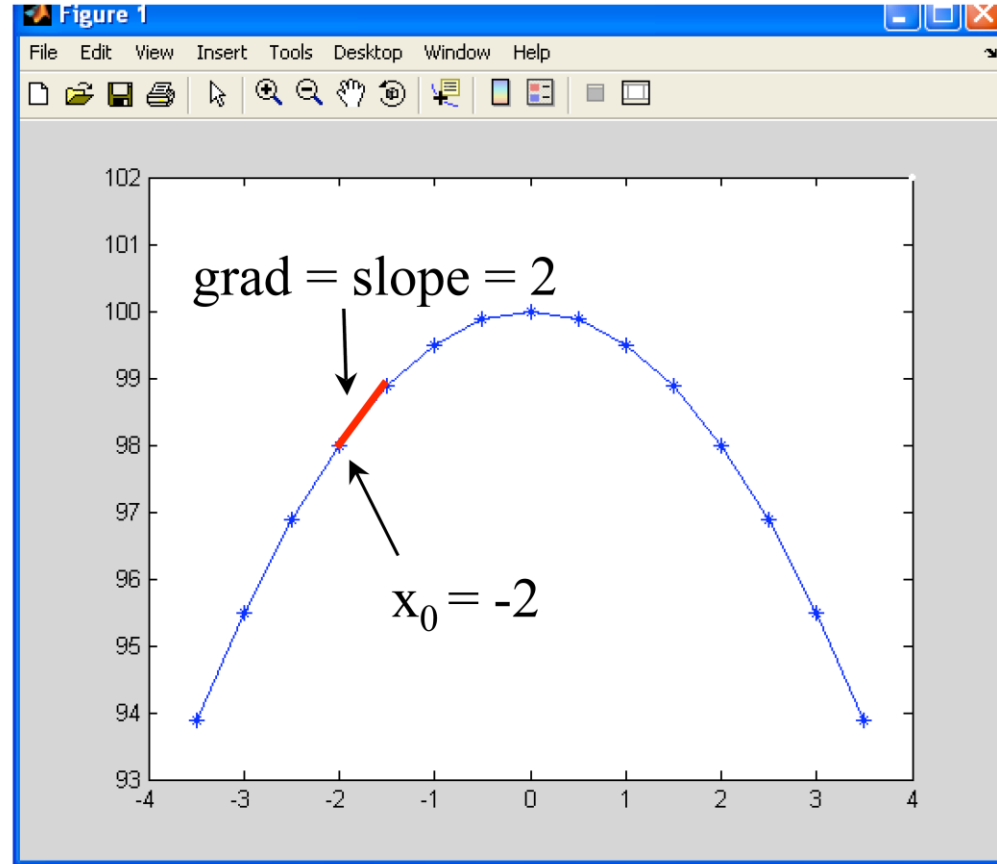 Figure 1
File Edit View Insert Tools Desktop Window Help
102
101
grad = slope = 2
100
99
98
97
96
x₀ = -2
95
94
93
-4 -3 -2 -1 0 1 2 3 4